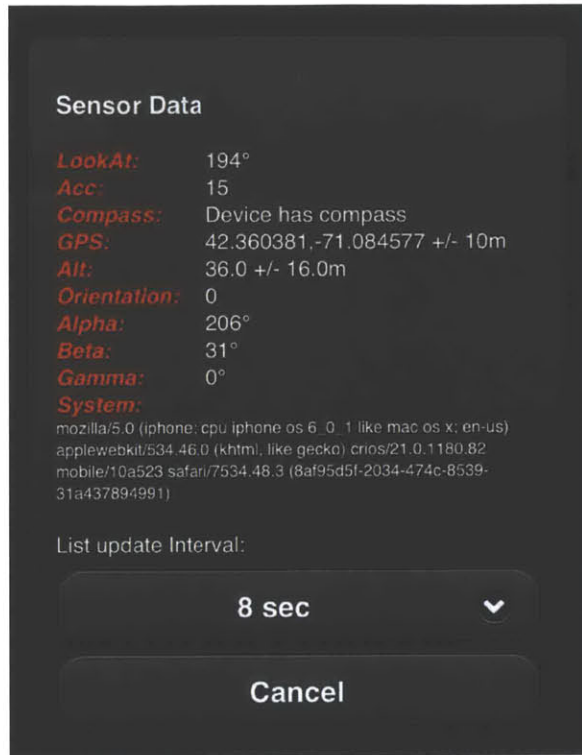 Sensor Data
LookAt: 194°
Acc: 15
Compass: Device has compass
GPS: 42.360381,-71.084577 +/- 10m
Alt: 36.0 +/- 16.0m
Orientation: 0
Alpha: 206°
Beta: 31°
Gamma: 0°
System:
mozilla/5.0 (iphone; cpu iphone os 6_0_1 like mac os x; en-us)
applewebkit/534.46.0 (khtml, like gecko) crios/21.0.1180.82
mobile/10a523 safari/7534.48.3 (8af95d5f-2034-474c-8539-
31a437894991)
List update Interval:
8 sec
Cancel